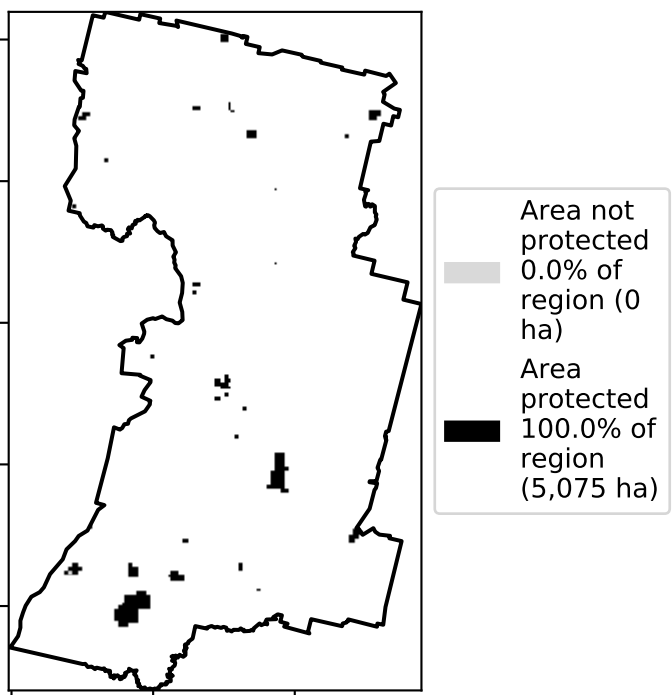 Area not
protected
0.0% of
region (0
ha)
Area
protected
100.0% of
region
(5,075 ha)